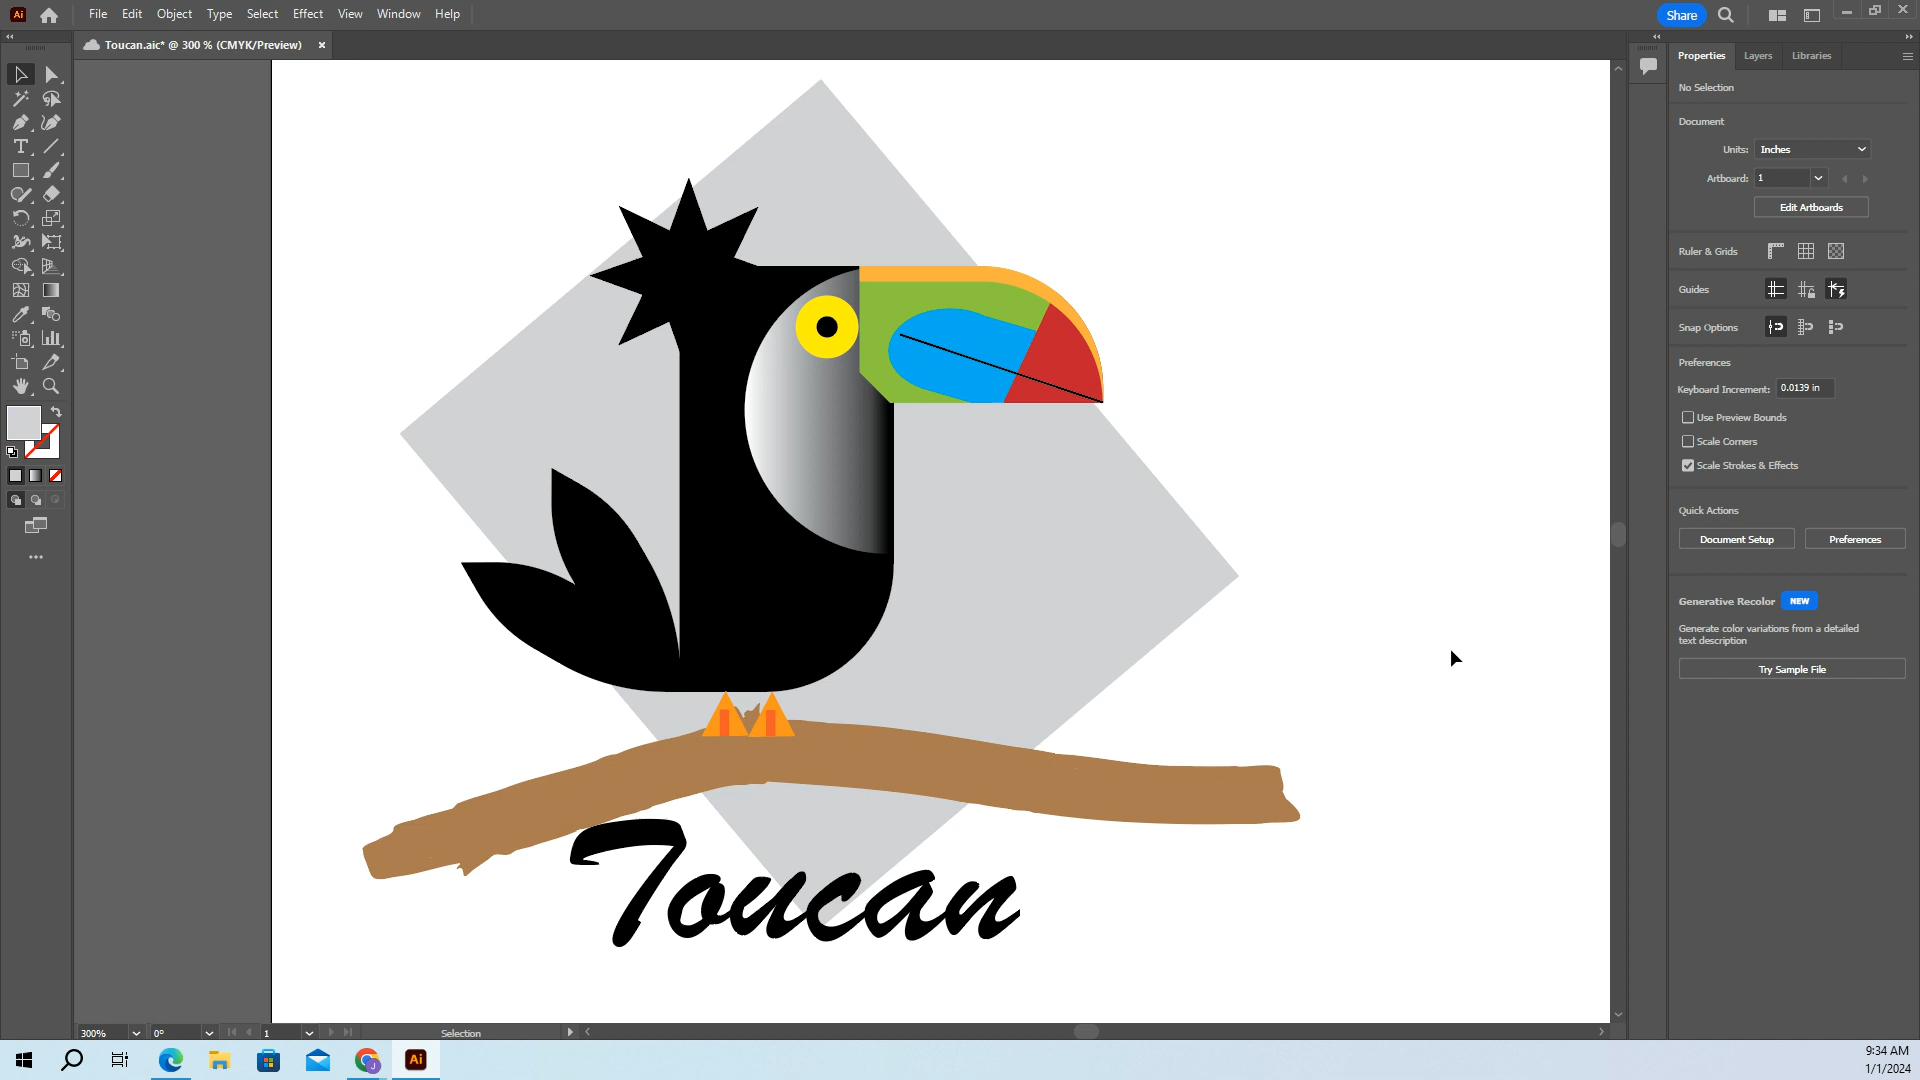 Ai
File Edit Object Type Select Effect View Window Help
Share
Toucan.aic* @ 300 % (CMYK/Preview) ×
Properties Layers Libraries
No Selection
Document
Units: Inches
Artboard: 1
Edit Artboards
Ruler & Grids
Guides
Snap Options
Preferences
Keyboard Increment: 0.0139 in
Use Preview Bounds
Scale Corners
Scale Strokes & Effects
Quick Actions
Document Setup Preferences
Generative Recolor NEW
Generate color variations from a detailed
text description
Try Sample File
Toucan
300% 0° 1 Selection
J
Ai
9:34 AM
1/1/2024